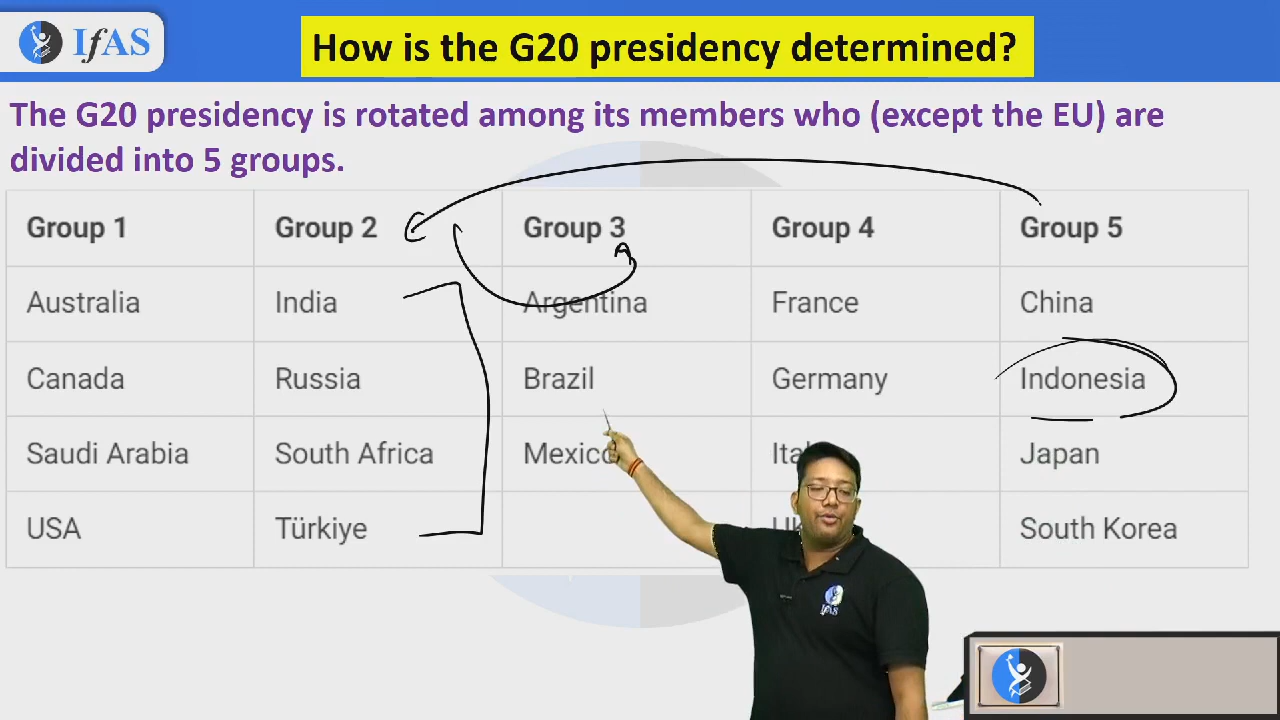 IfAS
How is the G20 presidency determined?
The G20 presidency is rotated among its members who (except the EU) are
divided into 5 groups.
Group 1 Group 2 Group 3 Group 4 Group 5
A
Australia India Argentina France China
Canada Russia Brazil Germany Indonesia
Saudi Arabia South Africa Mexico Japan
USA Türkiye South Korea
IfAS